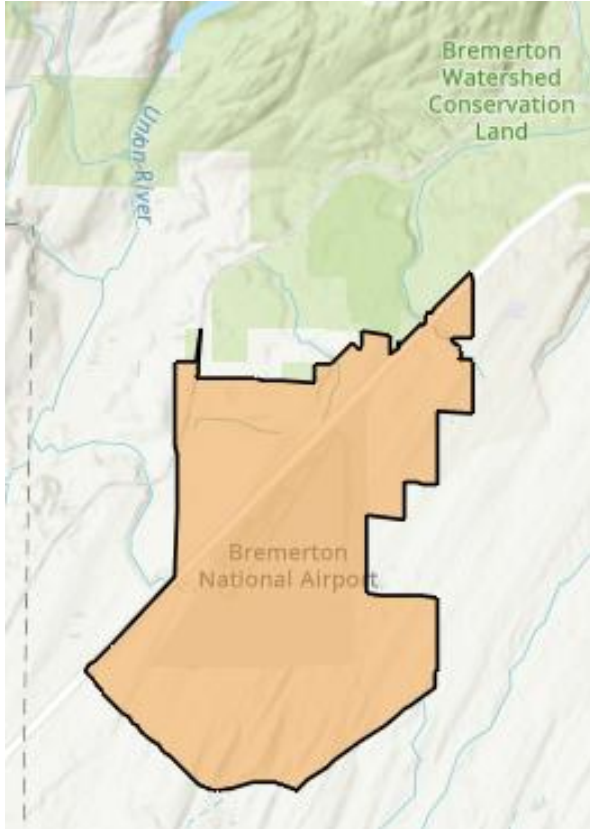 Bremerton
Watershed
Conservation
Land
Union River
Bremerton
National Airport